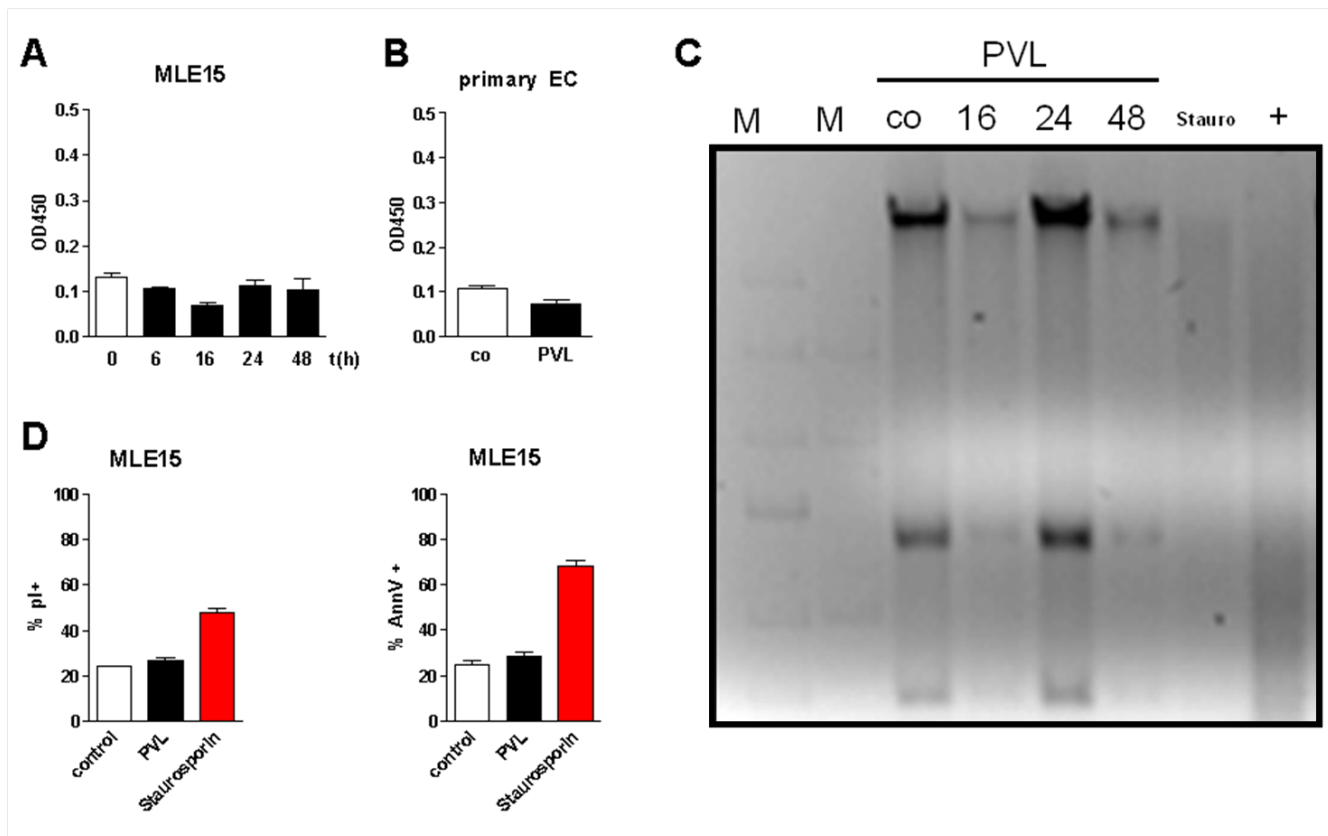 A
MLE15
OD450
0.5
0.4
0.3
0.2
0.1
0.0
0 6 16 24 48 t(h)
B
primary EC
OD450
0.5
0.4
0.3
0.2
0.1
0.0
co PVL
C
PVL
M M co 16 24 48 Stauro +
D
MLE15
% pI+
100
80
60
40
20
0
control PVL Staurosporin
MLE15
% AnnV +
100
80
60
40
20
0
control PVL Staurosporin